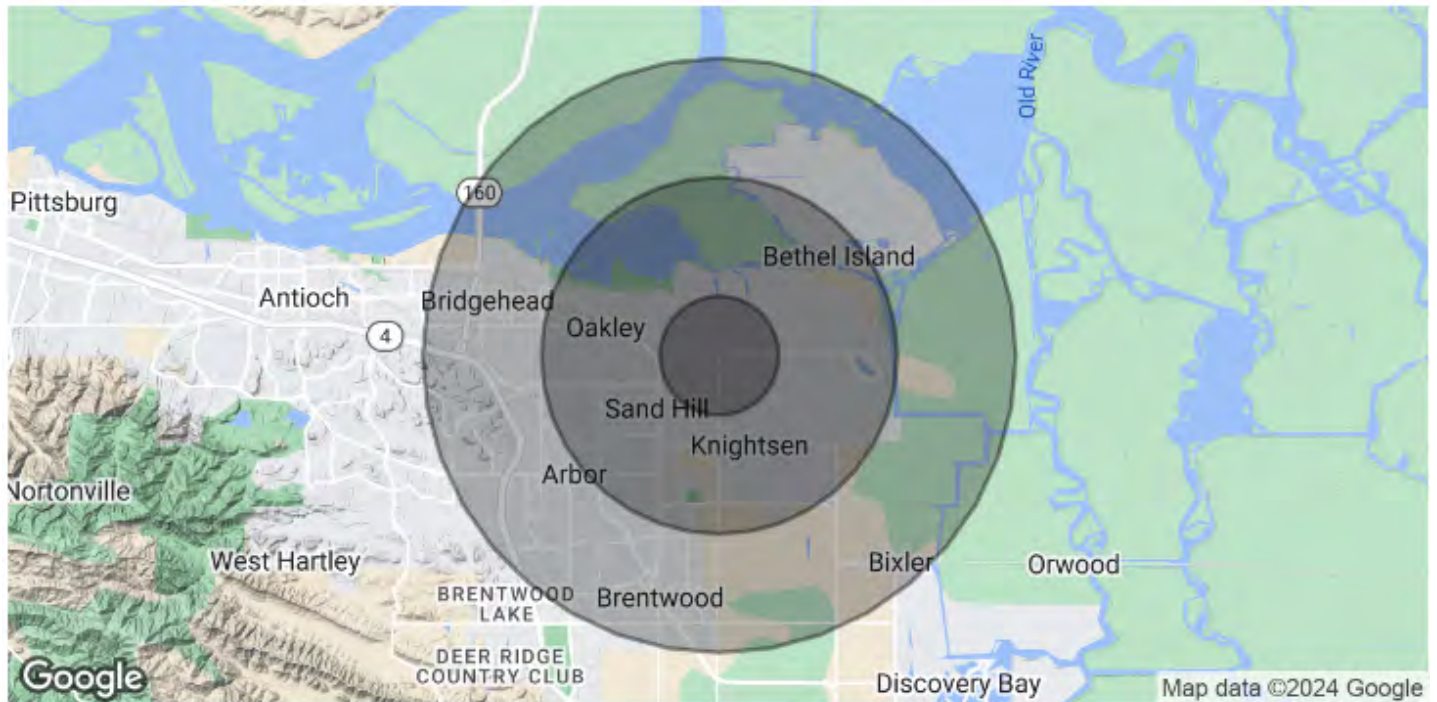 Old River
160
Pittsburg
Bethel Island
Antioch
Bridgehead
Oakley
4
Sand Hill
Knightsen
Arbor
Nortonville
West Hartley
Bixler
Orwood
BRENTWOOD
LAKE
Brentwood
DEER RIDGE
COUNTRY CLUB
Google
Discovery Bay
Map data ©2024 Google